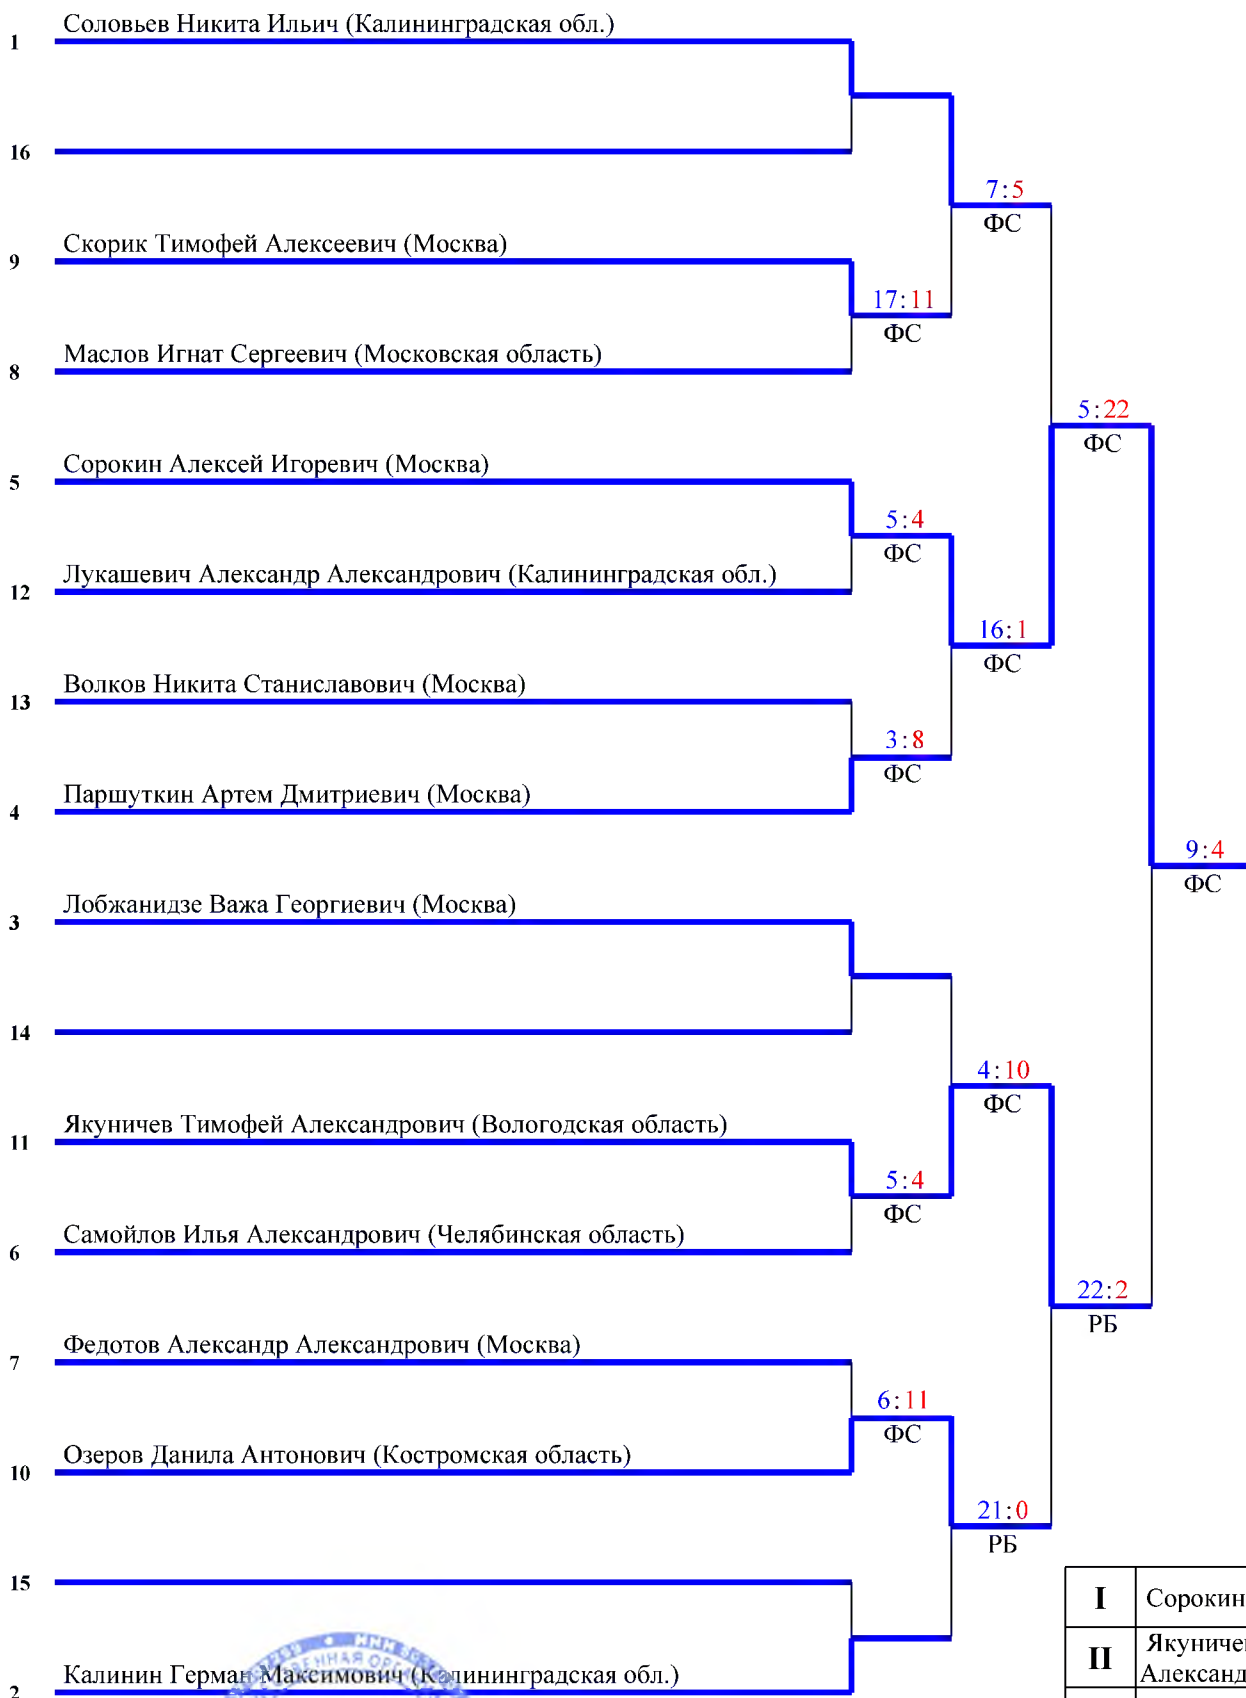 Соловьев Никита Ильич (Калининградская обл.)
1
16
7:5
ФС
Скорик Тимофей Алексеевич (Москва)
9
17:11
ФС
Маслов Игнат Сергеевич (Московская область)
8
5:22
ФС
Сорокин Алексей Игоревич (Москва)
5
5:4
ФС
Лукашевич Александр Александрович (Калининградская обл.)
12
16:1
ФС
Волков Никита Станиславович (Москва)
13
3:8
ФС
Паршуткин Артем Дмитриевич (Москва)
4
9:4
ФС
Лобжанидзе Важа Георгиевич (Москва)
3
14
4:10
ФС
Якуничев Тимофей Александрович (Вологодская область)
11
5:4
ФС
Самойлов Илья Александрович (Челябинская область)
6
22:2
РБ
Федотов Александр Александрович (Москва)
7
6:11
ФС
Озеров Данила Антонович (Костромская область)
10
21:0
РБ
15
I Сорокин
II Якуничев
Александ
Калинин Герман Максимович (Калининградская обл.)
2